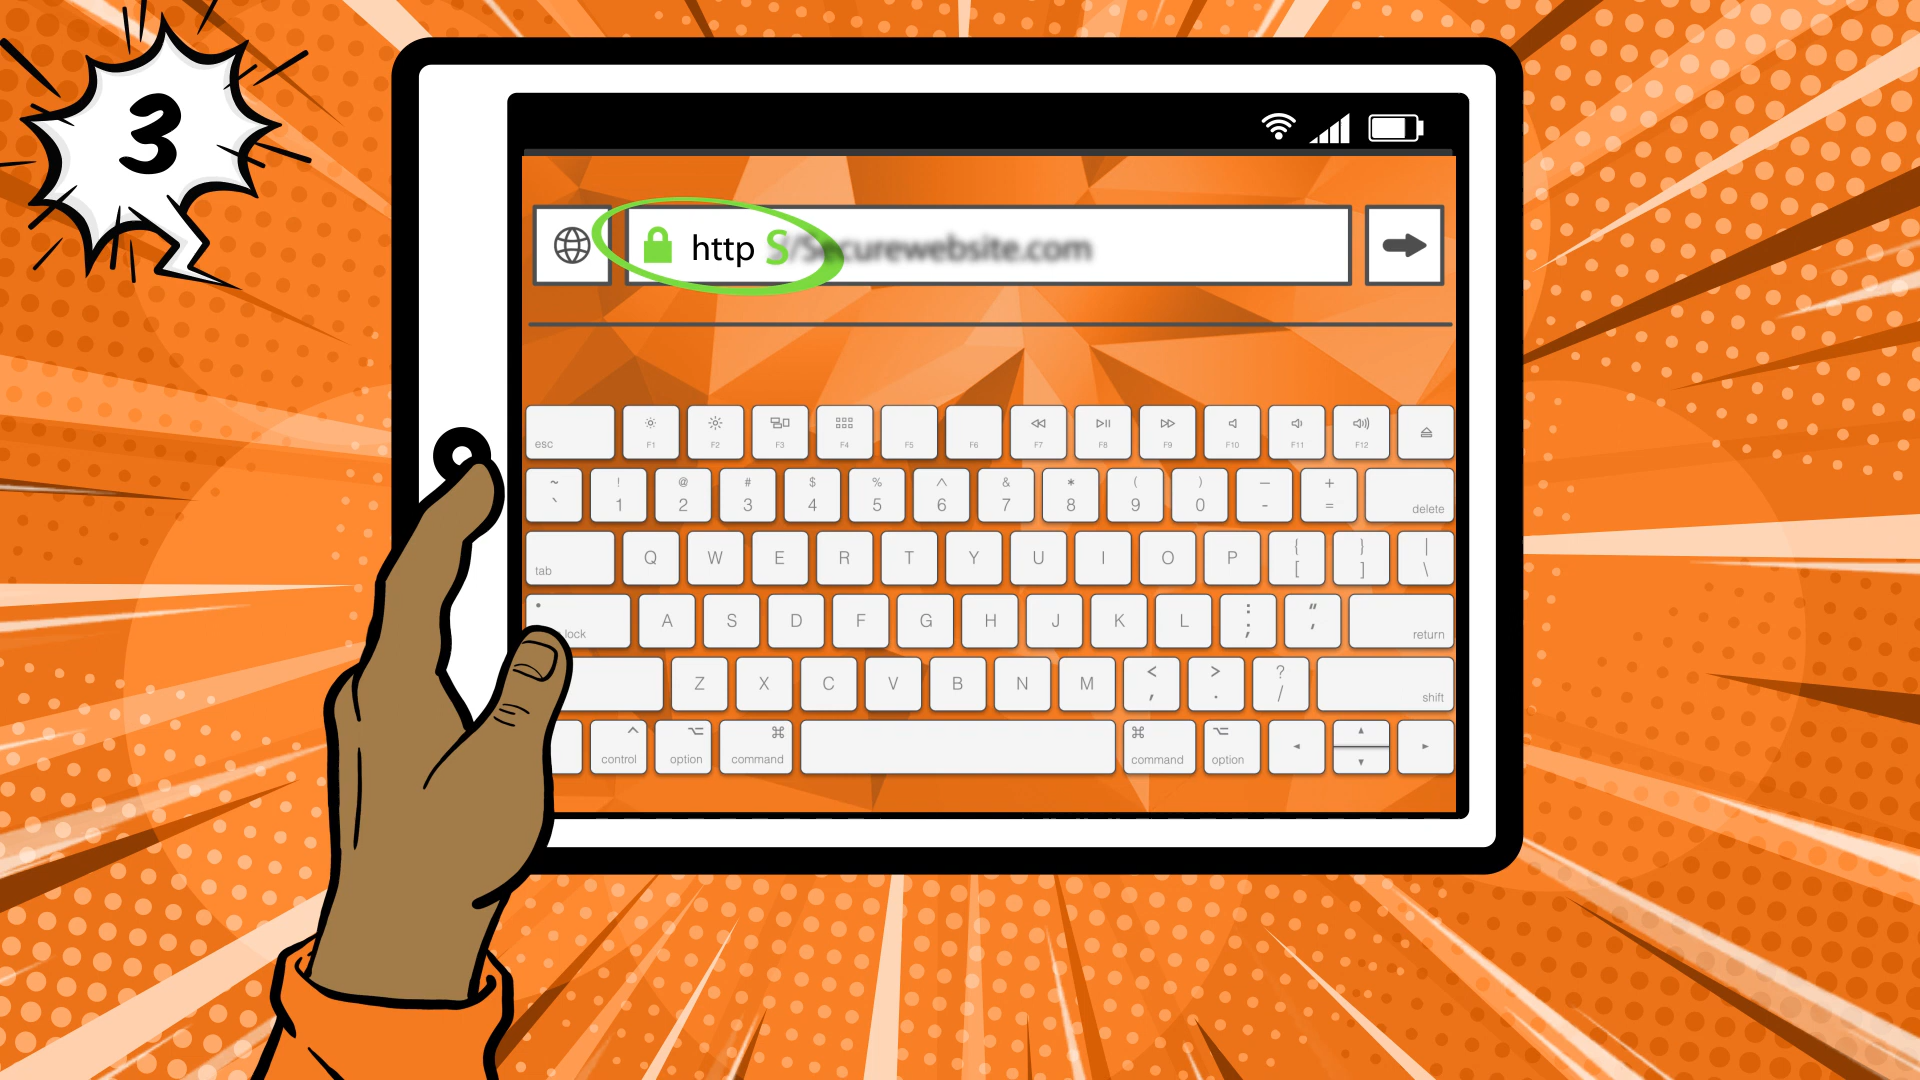 3
http S//Securewebsite.com
esc F1 F2 F3 F4 F5 F6 F7 F8 F9 F10 F11 F12
~ ! @ # $ % ^ & * ( ) — +
` 1 2 3 4 5 6 7 8 9 0 - = delete
tab Q W E R T Y U I O P { [ } ] | \
lock A S D F G H J K L : ; " ' return
Z X C V B N M < , > . ? / shift
control option command command option